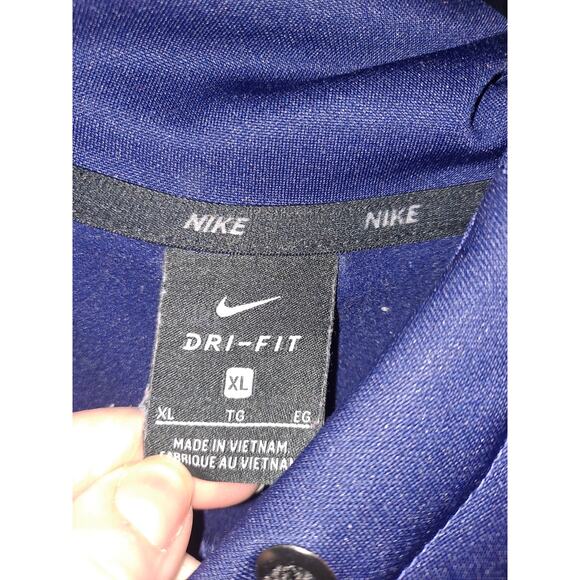 NIKE NIKE
DRI-FIT
XL
XL TG EG
MADE IN VIETNAM
FABRIQUE AU VIETNAM